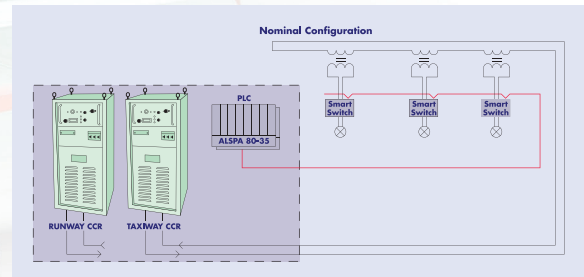 Nominal Configuration
PLC
ALSPA 80-35
Smart
Switch
Smart
Switch
Smart
Switch
RUNWAY CCR
TAXIWAY CCR